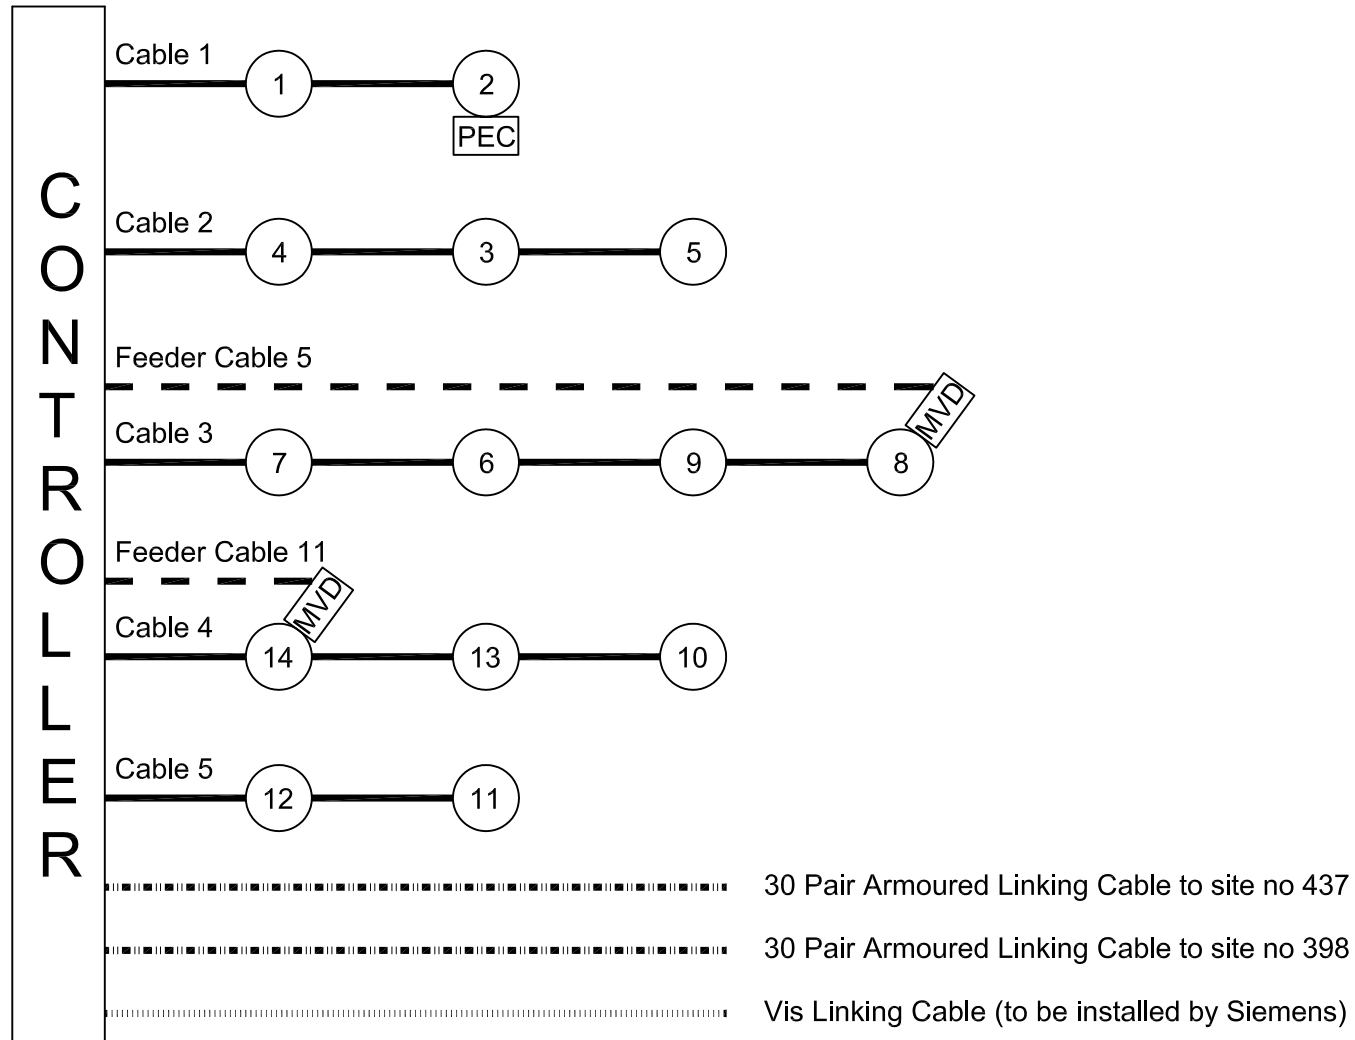 CONTROLLER
Cable 1
1
2
PEC
Cable 2
4
3
5
Feeder Cable 5
MVD
Cable 3
7
6
9
8
Feeder Cable 11
MVD
Cable 4
14
13
10
Cable 5
12
11
30 Pair Armoured Linking Cable to site no 437
30 Pair Armoured Linking Cable to site no 398
Vis Linking Cable (to be installed by Siemens)